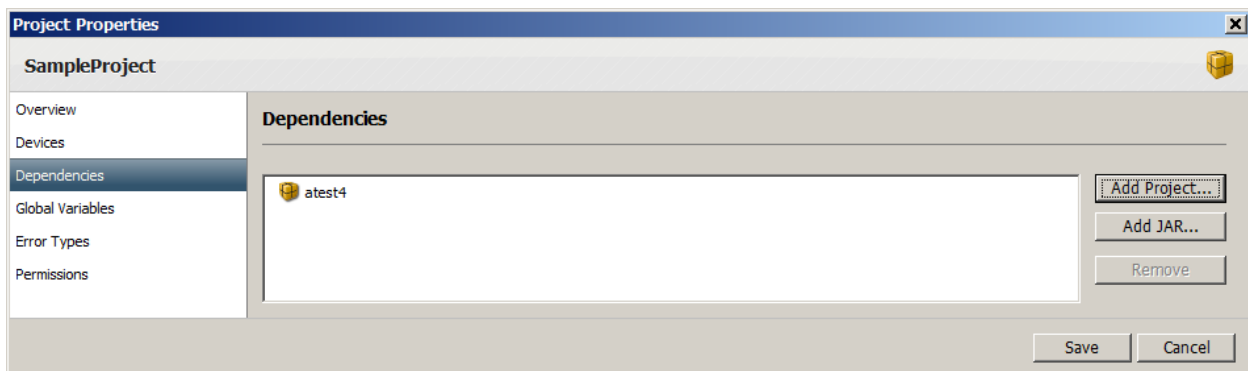 Project Properties
SampleProject
Overview
Devices
Dependencies
Global Variables
Error Types
Permissions
Dependencies
atest4
Add Project...
Add JAR...
Remove
Save
Cancel